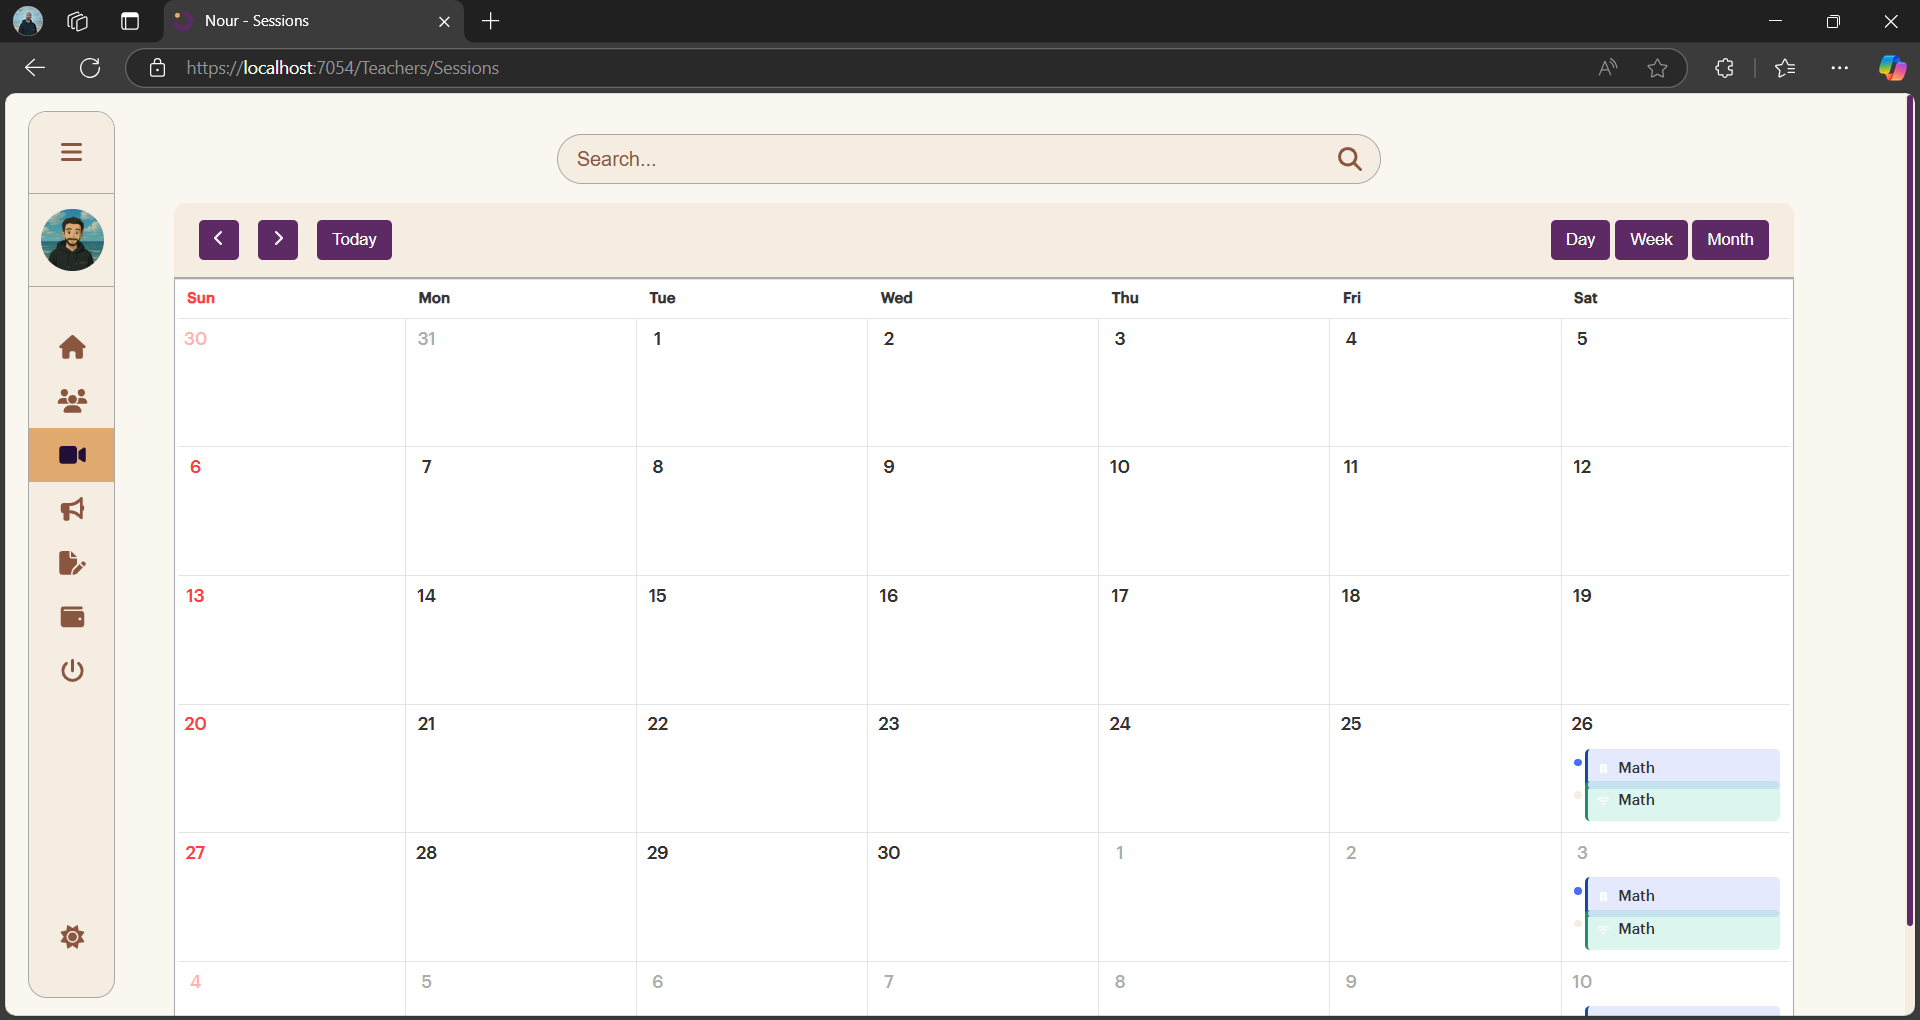 Nour - Sessions
https://localhost:7054/Teachers/Sessions
Search...
Today
Day Week Month
Sun Mon Tue Wed Thu Fri Sat
30 31 1 2 3 4 5
6 7 8 9 10 11 12
13 14 15 16 17 18 19
20 21 22 23 24 25 26
Math
Math
27 28 29 30 1 2 3
Math
Math
4 5 6 7 8 9 10